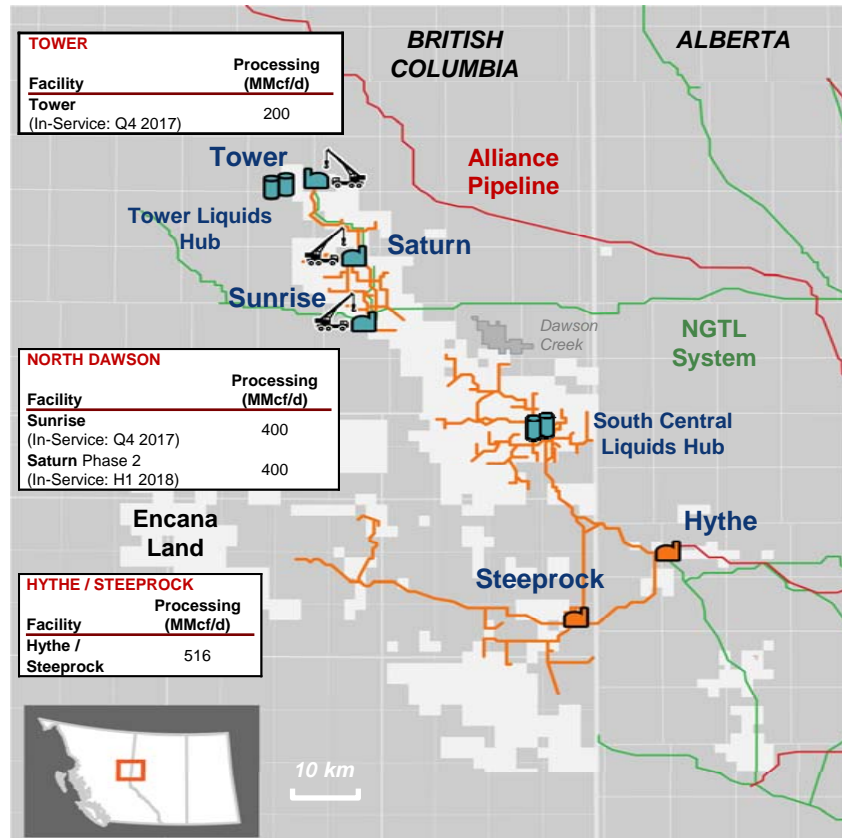 TOWER
Facility Processing (MMcf/d)
Tower
(In-Service: Q4 2017) 200
BRITISH
COLUMBIA
ALBERTA
Tower
Tower Liquids
Hub
Alliance
Pipeline
Saturn
Sunrise
Dawson
Creek
NGTL
System
NORTH DAWSON
Facility Processing (MMcf/d)
Sunrise
(In-Service: Q4 2017) 400
Saturn Phase 2
(In-Service: H1 2018) 400
South Central
Liquids Hub
Encana
Land
Hythe
Steeprock
HYTHE / STEEPROCK
Facility Processing (MMcf/d)
Hythe /
Steeprock 516
10 km